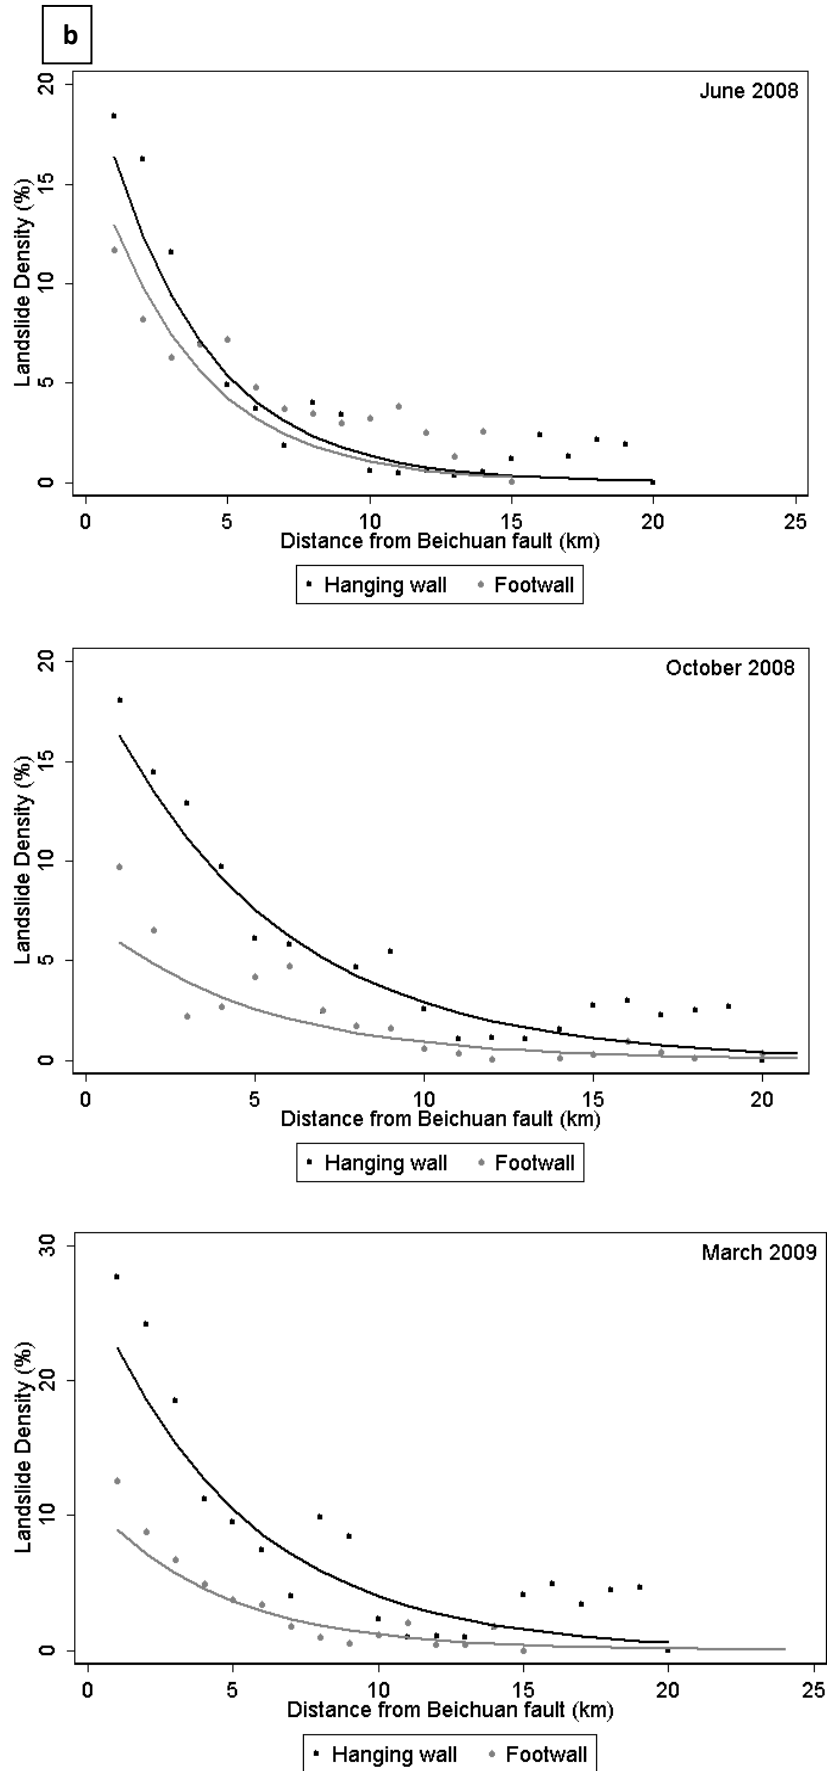 b
June 2008
20
15
10
5
0
Landslide Density (%)
0 5 10 15 20 25
Distance from Beichuan fault (km)
Hanging wall Footwall
October 2008
20
15
10
5
0
Landslide Density (%)
0 5 10 15 20
Distance from Beichuan fault (km)
Hanging wall Footwall
March 2009
30
20
10
0
Landslide Density (%)
0 5 10 15 20 25
Distance from Beichuan fault (km)
Hanging wall Footwall